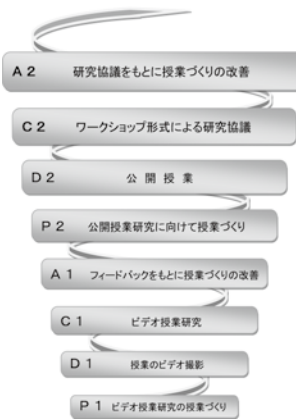 A2 研究協議をもとに授業づくりの改善
C2 ワークショップ形式による研究協議
D2 公開授業
P2 公開授業研究に向けて授業づくり
A1 フィードバックをもとに授業づくりの改善
C1 ビデオ授業研究
D1 授業のビデオ撮影
P1 ビデオ授業研究の授業づくり